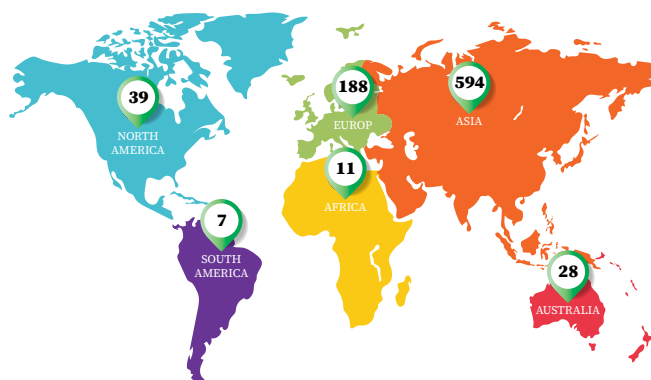 39
NORTH
AMERICA
188
EUROP
594
ASIA
11
AFRICA
7
SOUTH
AMERICA
28
AUSTRALIA